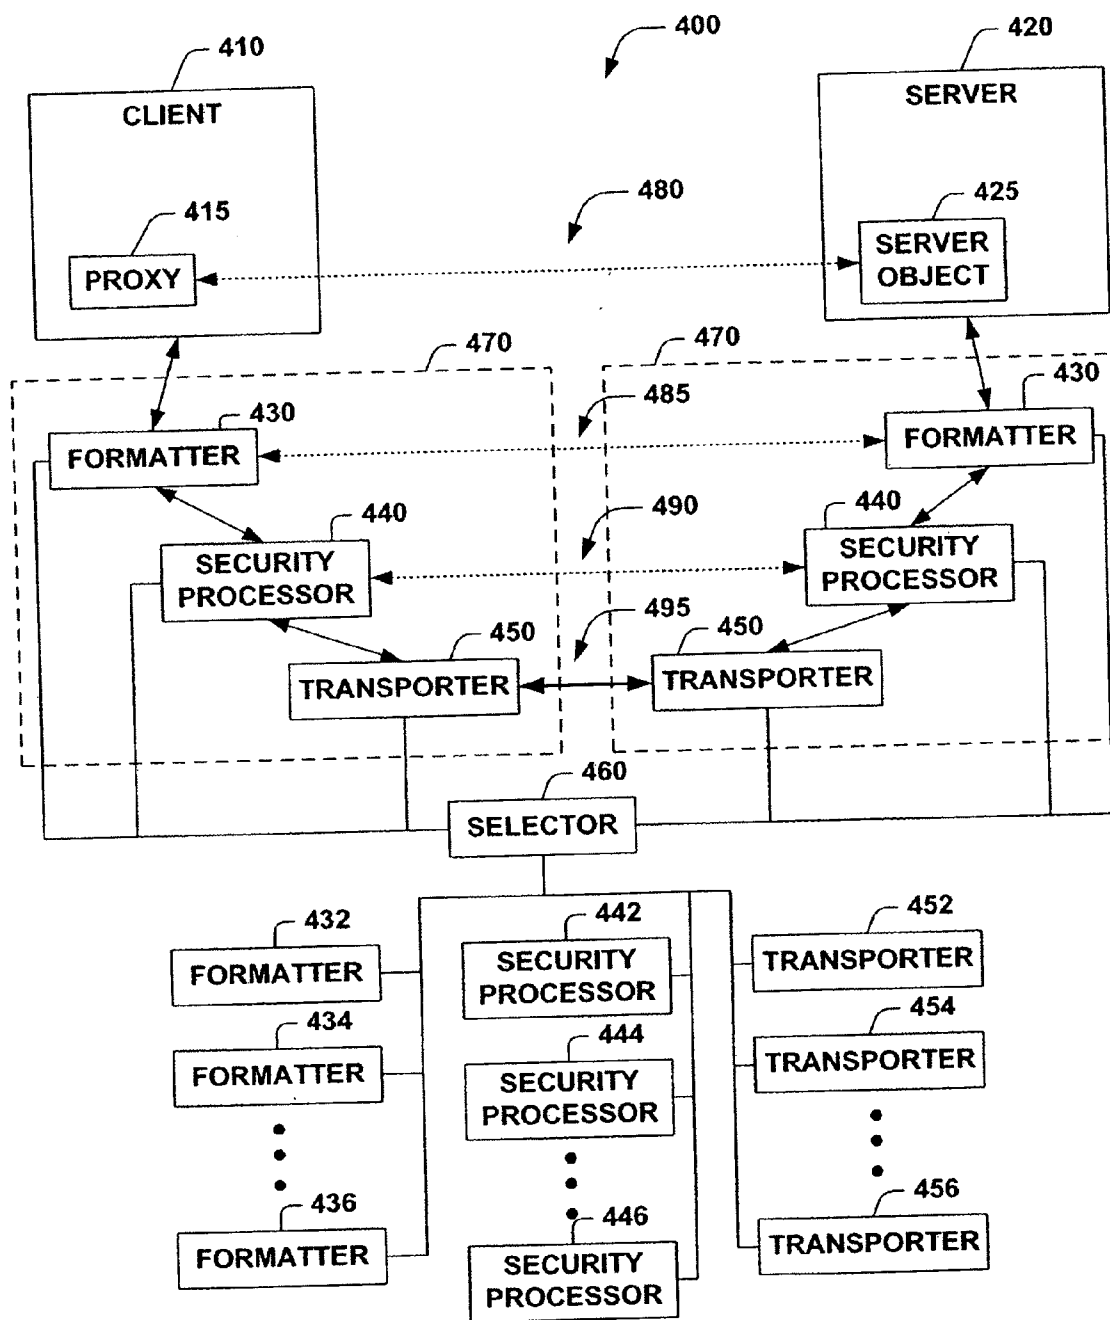 400
410
CLIENT
420
SERVER
480
415
PROXY
425
SERVER
OBJECT
470
470
485
430
FORMATTER
430
FORMATTER
490
440
SECURITY
PROCESSOR
440
SECURITY
PROCESSOR
495
450
TRANSPORTER
450
TRANSPORTER
460
SELECTOR
432
FORMATTER
442
SECURITY
PROCESSOR
452
TRANSPORTER
434
FORMATTER
444
SECURITY
PROCESSOR
454
TRANSPORTER
436
FORMATTER
446
SECURITY
PROCESSOR
456
TRANSPORTER